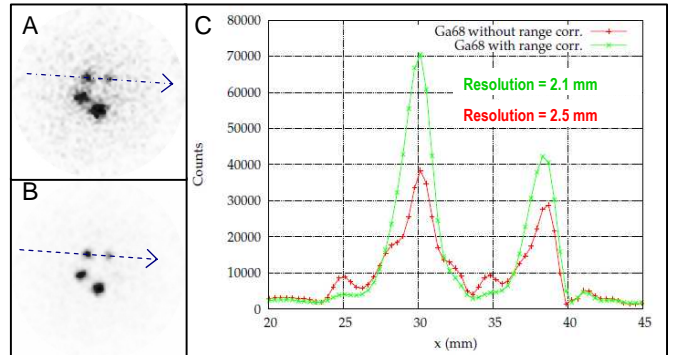 A
B
C
Counts
80000
70000
60000
50000
40000
30000
20000
10000
0
Ga68 without range corr.
Ga68 with range corr.
Resolution = 2.1 mm
Resolution = 2.5 mm
20 25 30 35 40 45
x (mm)